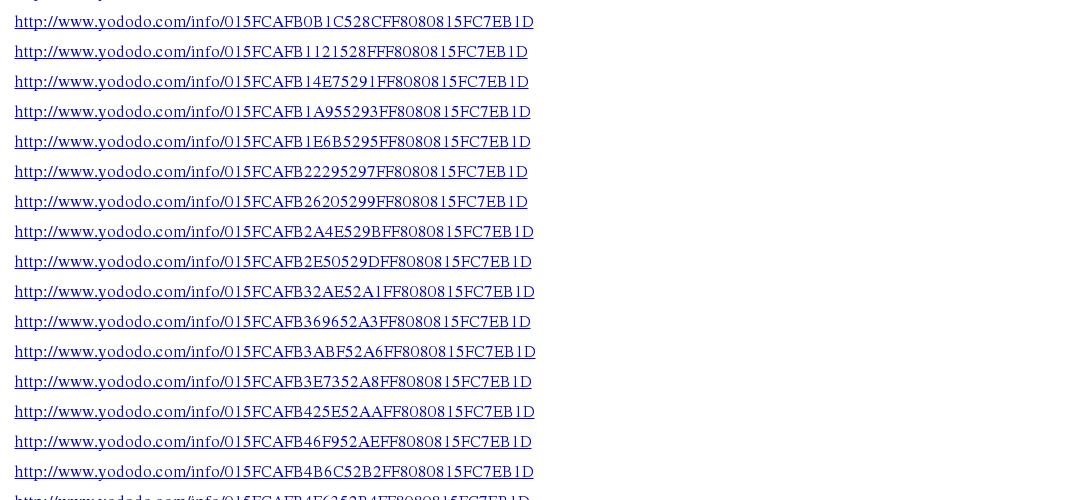 http://www.yododo.com/info/015FCAFB0B1C528CFF8080815FC7EB1D
http://www.yododo.com/info/015FCAFB1121528FFF8080815FC7EB1D
http://www.yododo.com/info/015FCAFB14E75291FF8080815FC7EB1D
http://www.yododo.com/info/015FCAFB1A955293FF8080815FC7EB1D
http://www.yododo.com/info/015FCAFB1E6B5295FF8080815FC7EB1D
http://www.yododo.com/info/015FCAFB22295297FF8080815FC7EB1D
http://www.yododo.com/info/015FCAFB26205299FF8080815FC7EB1D
http://www.yododo.com/info/015FCAFB2A4E529BFF8080815FC7EB1D
http://www.yododo.com/info/015FCAFB2E50529DFF8080815FC7EB1D
http://www.yododo.com/info/015FCAFB32AE52A1FF8080815FC7EB1D
http://www.yododo.com/info/015FCAFB369652A3FF8080815FC7EB1D
http://www.yododo.com/info/015FCAFB3ABF52A6FF8080815FC7EB1D
http://www.yododo.com/info/015FCAFB3E7352A8FF8080815FC7EB1D
http://www.yododo.com/info/015FCAFB425E52AAFF8080815FC7EB1D
http://www.yododo.com/info/015FCAFB46F952AEFF8080815FC7EB1D
http://www.yododo.com/info/015FCAFB4B6C52B2FF8080815FC7EB1D